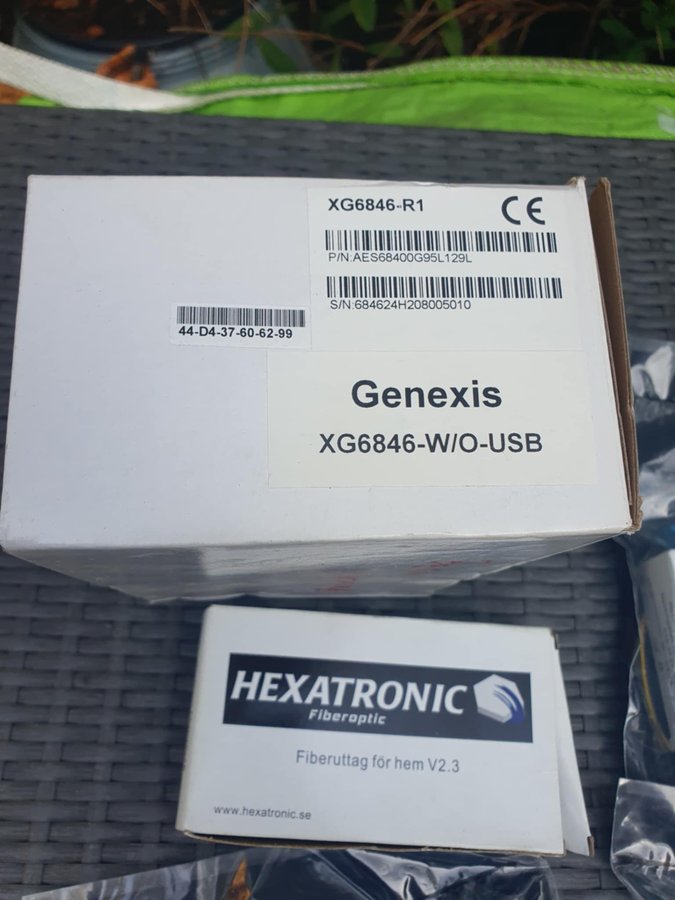 XG6846-R1
CE
P/N:AES68400G95L129L
S/N:684624H208005010
44-D4-37-60-62-99
Genexis
XG6846-W/O-USB
HEXATRONIC
Fiberoptic
Fiberuttag för hem V2.3
www.hexatronic.se